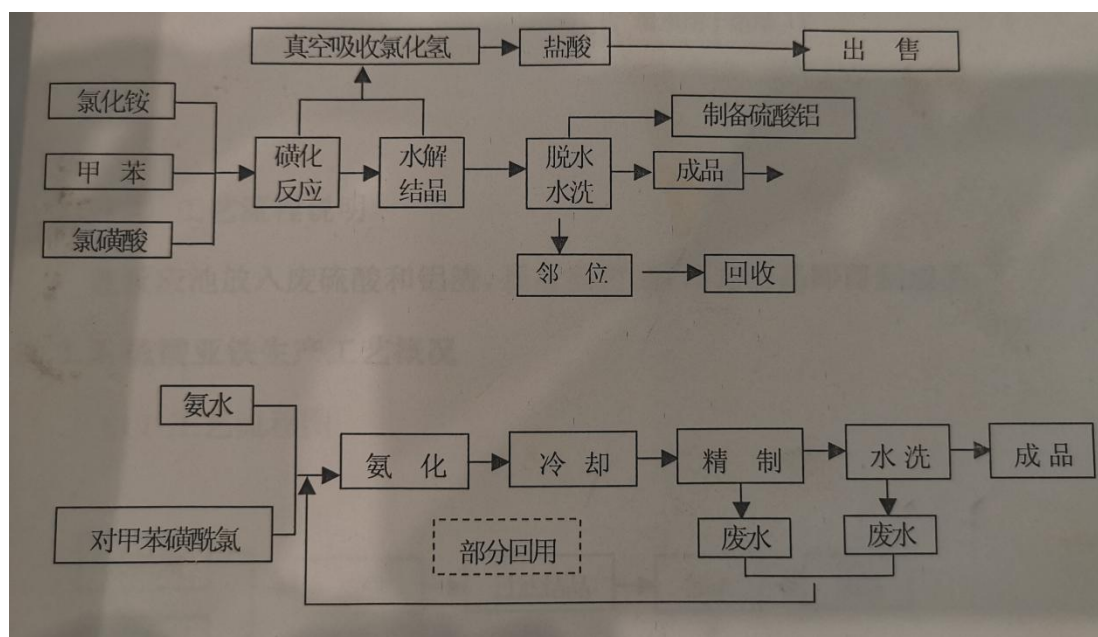 真空吸收氯化氢
盐酸
出 售
氯化铵
制备硫酸铝
甲 苯
磺化
反应
水解
结晶
脱水
水洗
成品
氯磺酸
邻 位
回收
氨水
氨 化
冷 却
精 制
水 洗
成 品
对甲苯磺酰氯
部分回用
废水
废水